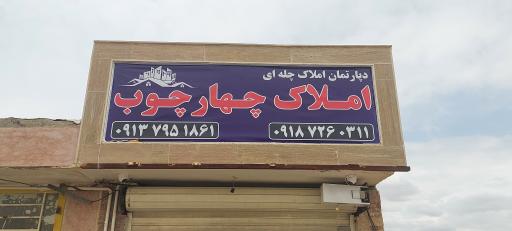 دپارتمان املاک چله ای
املاک چهارچوب
۰۹۱۸ ۷۲۶ ۰۳۱۱
۰۹۱۳ ۷۹۵ ۱۸۶۱